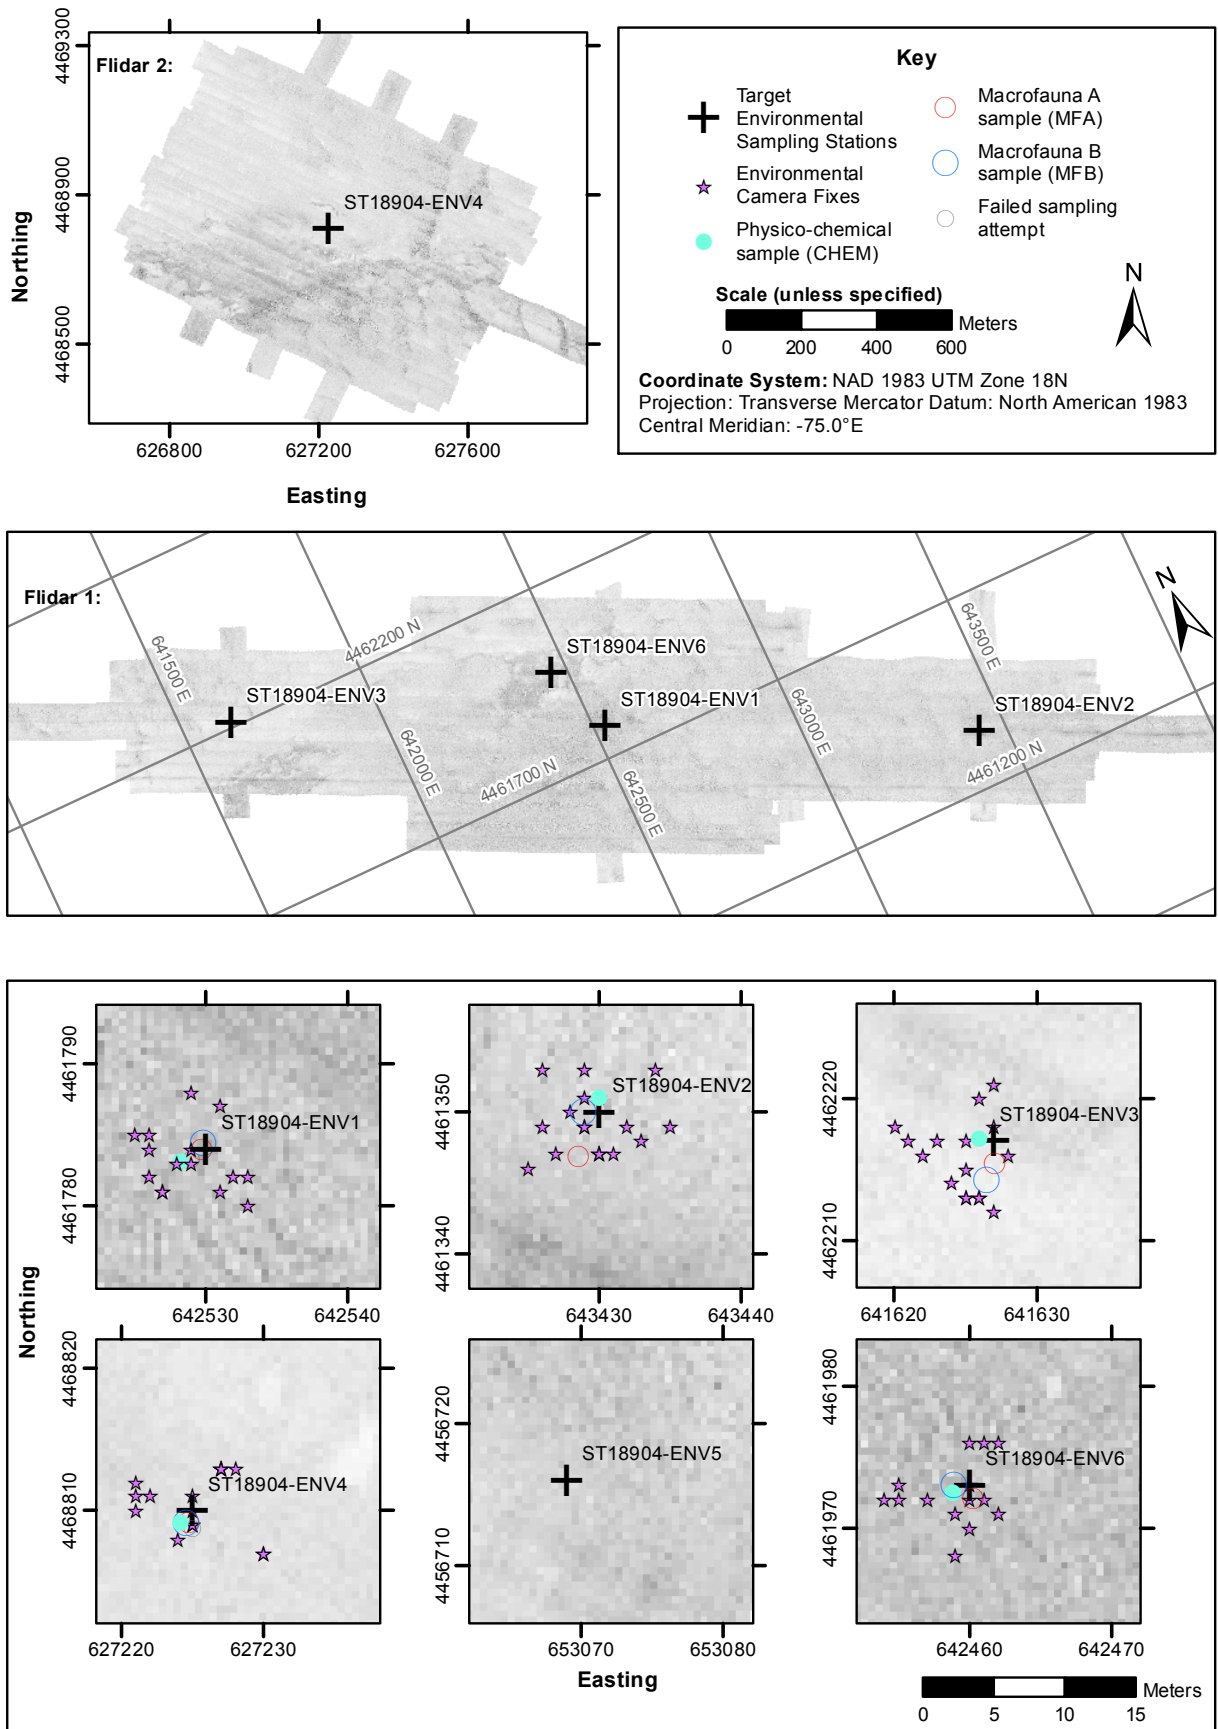 Flidar 2:
4469300
4468900
4468500
Northing
ST18904-ENV4
626800
627200
627600
Easting
Key
Target
Environmental
Sampling Stations
Environmental
Camera Fixes
Physico-chemical
sample (CHEM)
Macrofauna A
sample (MFA)
Macrofauna B
sample (MFB)
Failed sampling
attempt
N
Scale (unless specified)
Meters
0 200 400 600
Coordinate System: NAD 1983 UTM Zone 18N
Projection: Transverse Mercator Datum: North American 1983
Central Meridian: -75.0°E
Flidar 1:
N
641500 E
4462200 N
ST18904-ENV3
642000 E
4461700 N
ST18904-ENV6
ST18904-ENV1
642500 E
643000 E
643500 E
ST18904-ENV2
4461200 N
Northing
4461790
4461780
ST18904-ENV1
642530
642540
4461350
4461340
ST18904-ENV2
643430
643440
4462220
4462210
ST18904-ENV3
641620
641630
4468820
4468810
ST18904-ENV4
627220
627230
4456720
4456710
ST18904-ENV5
653070
653080
4461980
4461970
ST18904-ENV6
642460
642470
Easting
Meters
0 5 10 15